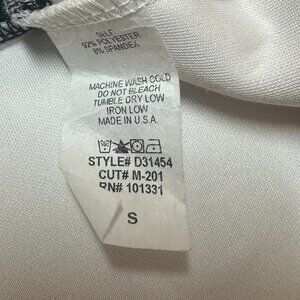 SELF
92% POLYESTER
8% SPANDEX
MACHINE WASH COLD
DO NOT BLEACH
TUMBLE DRY LOW
IRON LOW
MADE IN U.S.A.
STYLE# D31454
CUT# M-201
RN# 101331
S